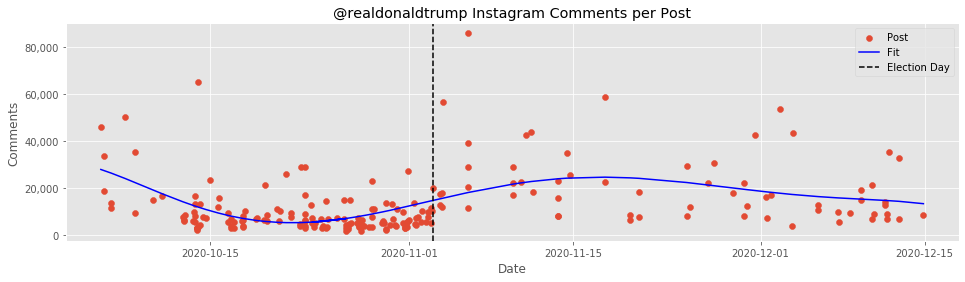 @realdonaldtrump Instagram Comments per Post
Post
Fit
Election Day
Comments
80,000
60,000
40,000
20,000
0
2020-10-15
2020-11-01
2020-11-15
2020-12-01
2020-12-15
Date